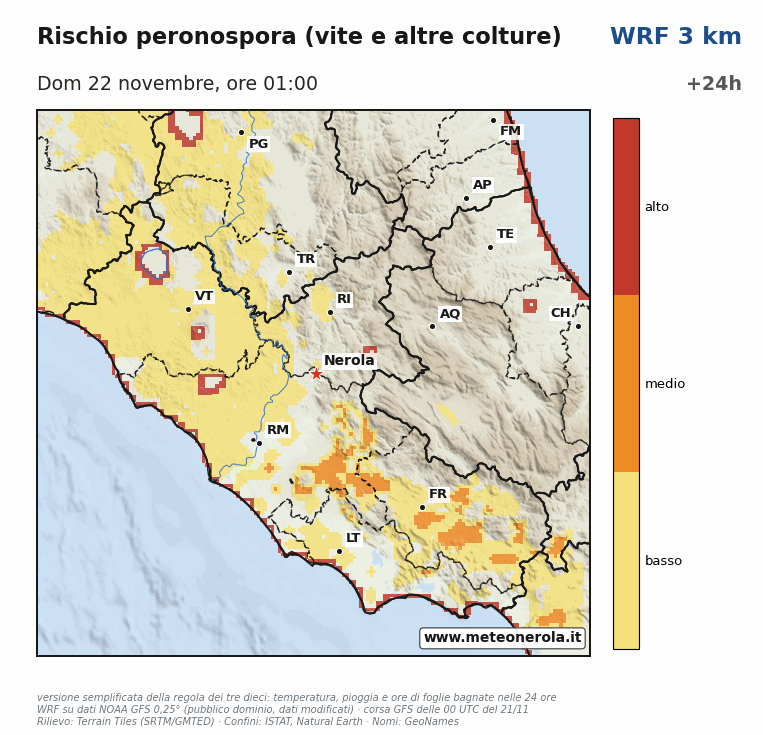 Rischio peronospora (vite e altre colture)
WRF 3 km
Dom 22 novembre, ore 01:00
+24h
FM
PG
AP
TE
TR
VT
RI
AQ
CH
Nerola
RM
FR
LT
alto
medio
basso
www.meteonerola.it
versione semplificata della regola dei tre dieci: temperatura, pioggia e ore di foglie bagnate nelle 24 ore
WRF su dati NOAA GFS 0,25° (pubblico dominio, dati modificati) · corsa GFS delle 00 UTC del 21/11
Rilievo: Terrain Tiles (SRTM/GMTED) · Confini: ISTAT, Natural Earth · Nomi: GeoNames